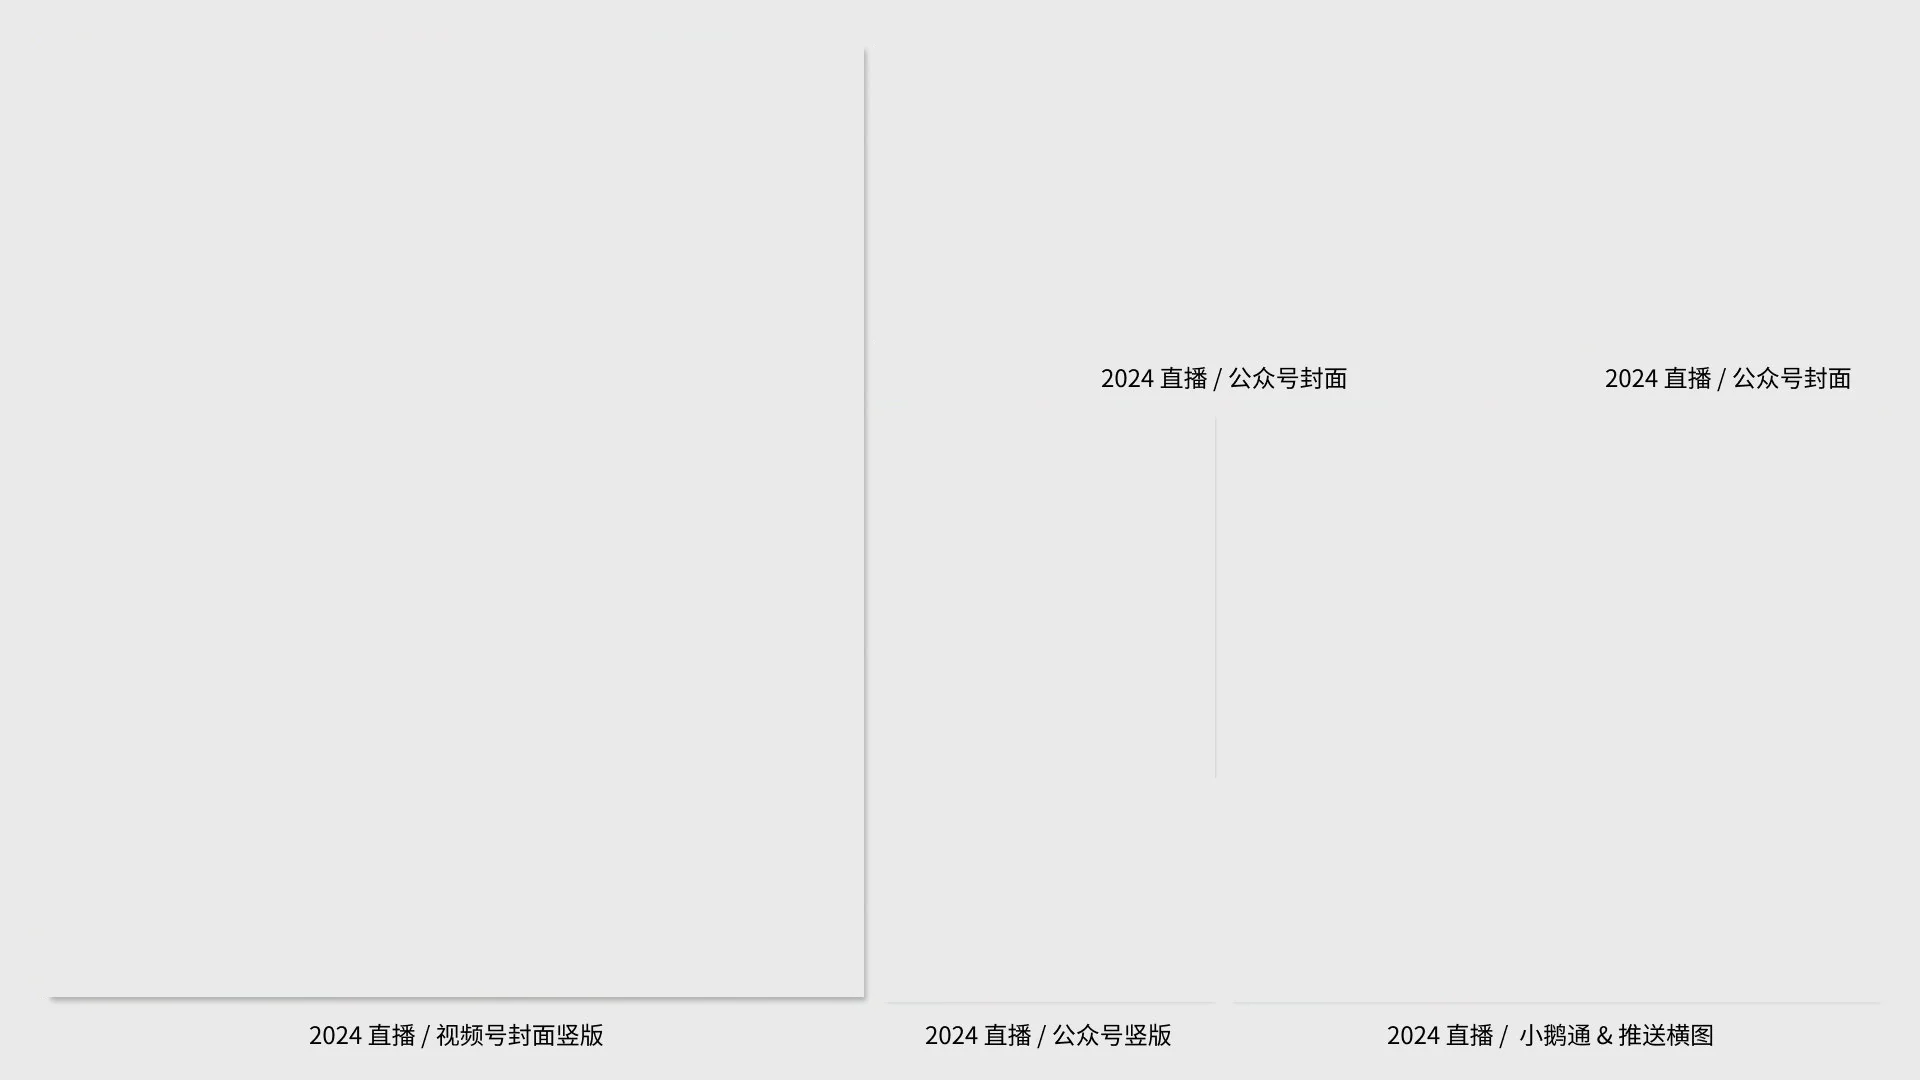 2024 直播 / 公众号封面
2024 直播 / 公众号封面
2024 直播 / 视频号封面竖版
2024 直播 / 公众号竖版
2024 直播 /  小鹅通 & 推送横图